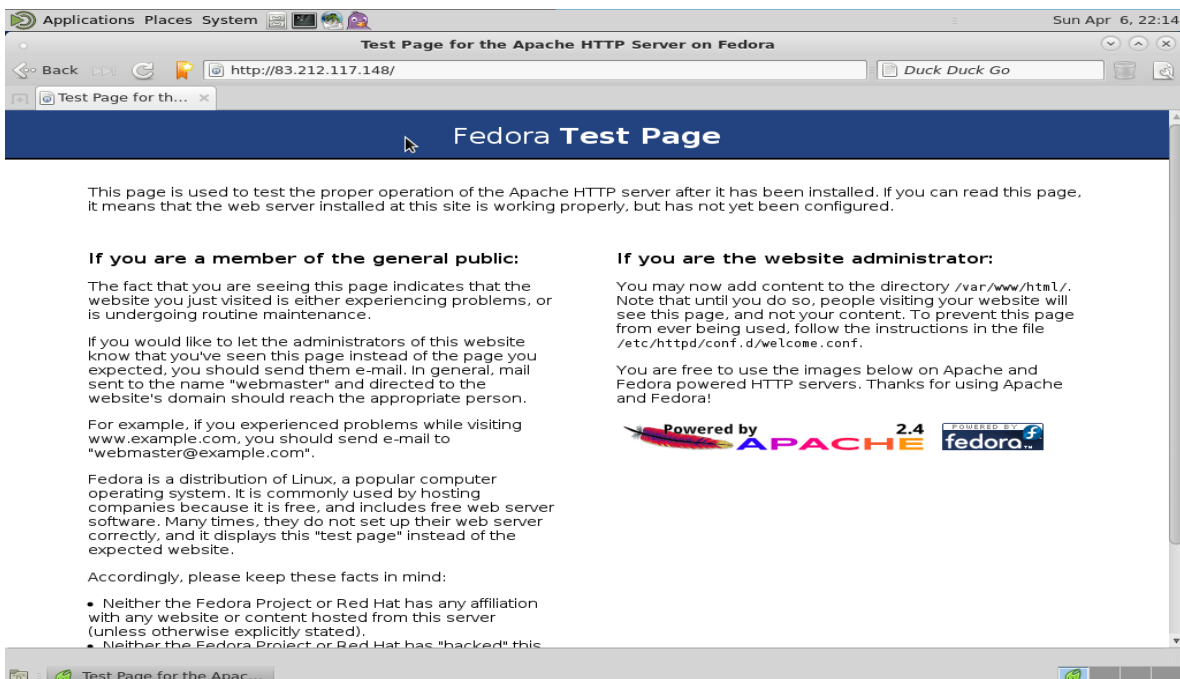 Applications Places System
Sun Apr 6, 22:14
Test Page for the Apache HTTP Server on Fedora
Back
http://83.212.117.148/
Duck Duck Go
Test Page for th...
Fedora Test Page
This page is used to test the proper operation of the Apache HTTP server after it has been installed. If you can read this page,
it means that the web server installed at this site is working properly, but has not yet been configured.
If you are a member of the general public:
The fact that you are seeing this page indicates that the
website you just visited is either experiencing problems, or
is undergoing routine maintenance.
If you would like to let the administrators of this website
know that you've seen this page instead of the page you
expected, you should send them e-mail. In general, mail
sent to the name "webmaster" and directed to the
website's domain should reach the appropriate person.
For example, if you experienced problems while visiting
www.example.com, you should send e-mail to
"webmaster@example.com".
Fedora is a distribution of Linux, a popular computer
operating system. It is commonly used by hosting
companies because it is free, and includes free web server
software. Many times, they do not set up their web server
correctly, and it displays this "test page" instead of the
expected website.
Accordingly, please keep these facts in mind:
• Neither the Fedora Project or Red Hat has any affiliation
with any website or content hosted from this server
(unless otherwise explicitly stated).
• Neither the Fedora Project or Red Hat has "hacked" this
If you are the website administrator:
You may now add content to the directory /var/www/html/.
Note that until you do so, people visiting your website will
see this page, and not your content. To prevent this page
from ever being used, follow the instructions in the file
/etc/httpd/conf.d/welcome.conf.
You are free to use the images below on Apache and
Fedora powered HTTP servers. Thanks for using Apache
and Fedora!
Powered by 2.4
APACHE
POWERED BY
fedora
Test Page for the Apac...